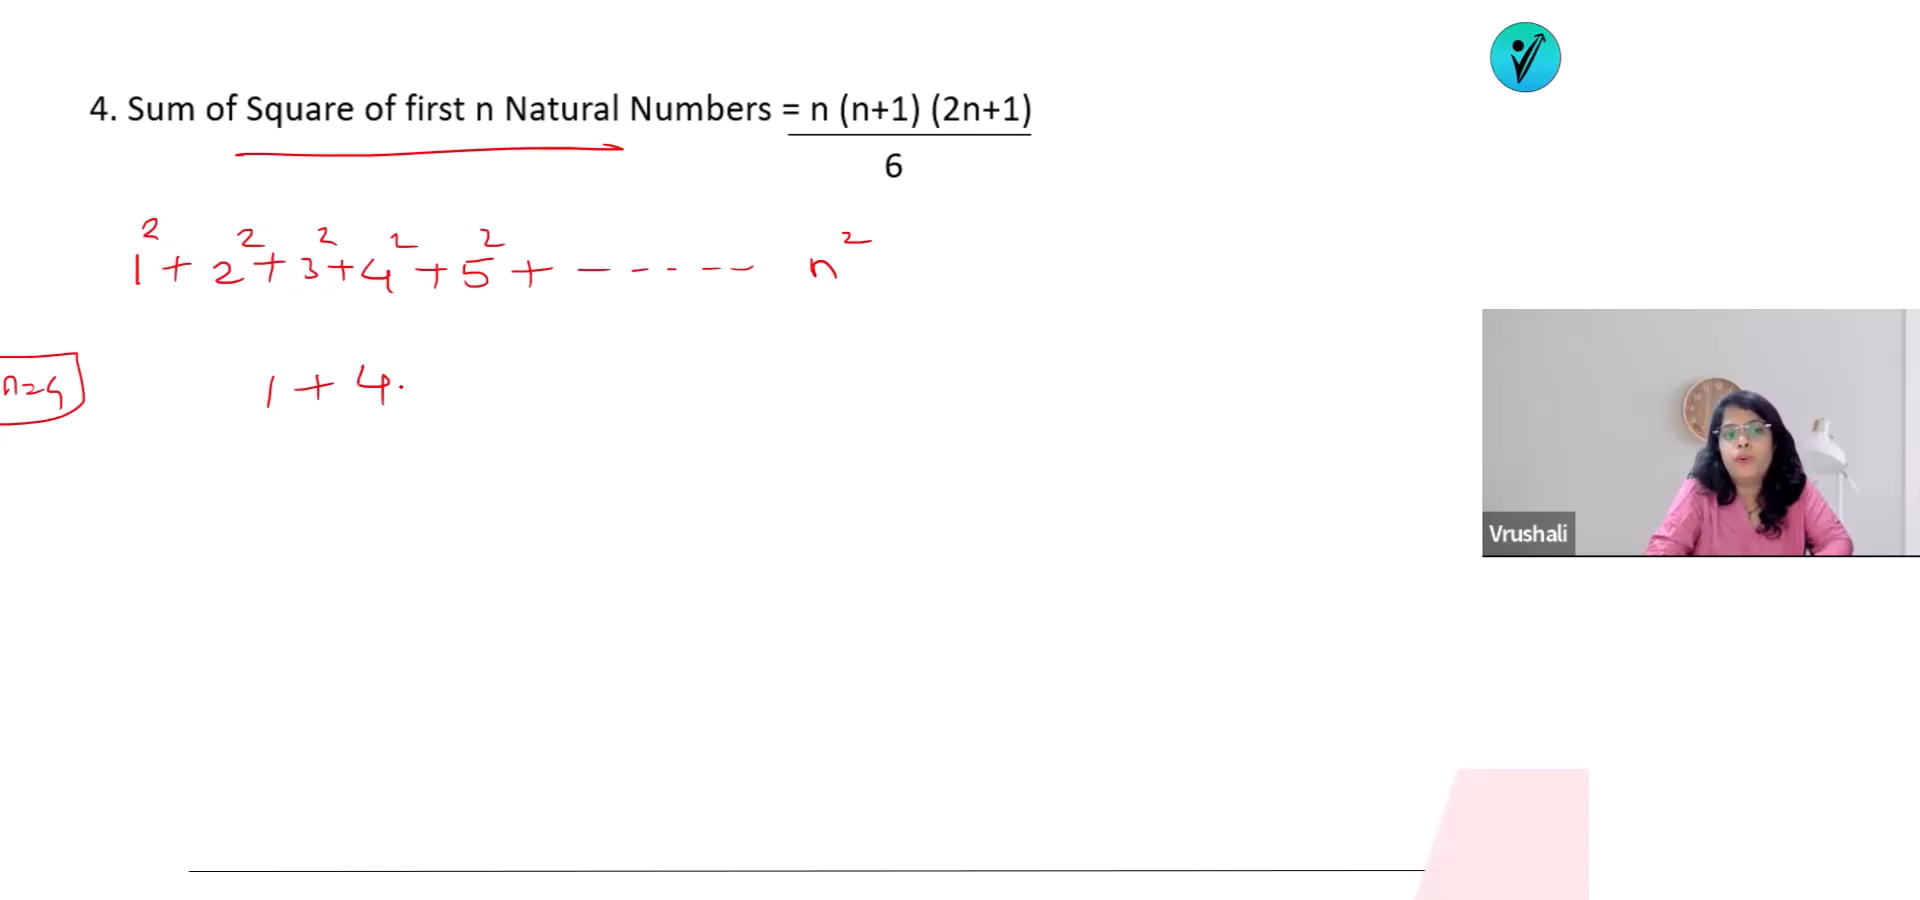 4. Sum of Square of first n Natural Numbers = n (n+1) (2n+1)
6
1² + 2² + 3² + 4² + 5² + ------ n²
n=4
1 + 4.
Vrushali